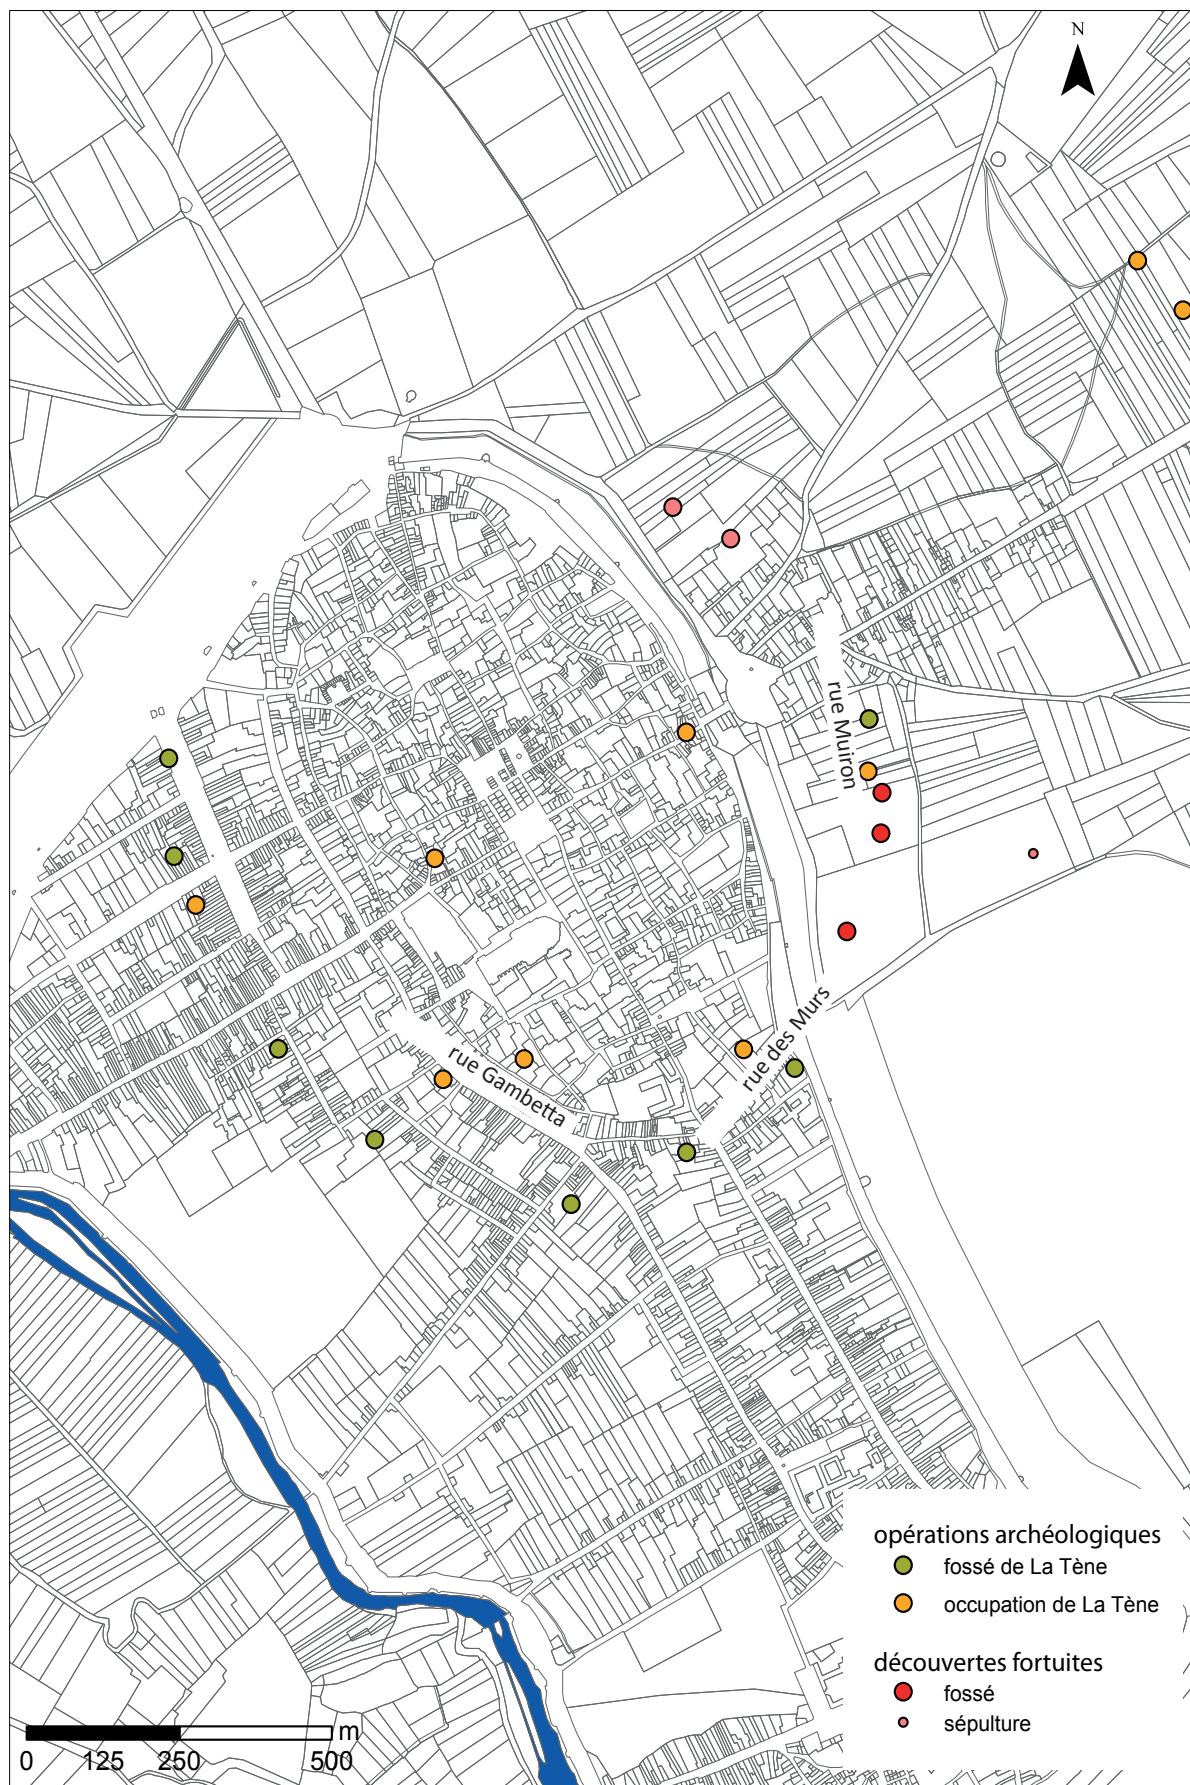 N
rue Muiron
rue des Murs
rue Gambetta
opérations archéologiques
fossé de La Tène
occupation de La Tène
découvertes fortuites
fossé
sépulture
m
0 125 250 500